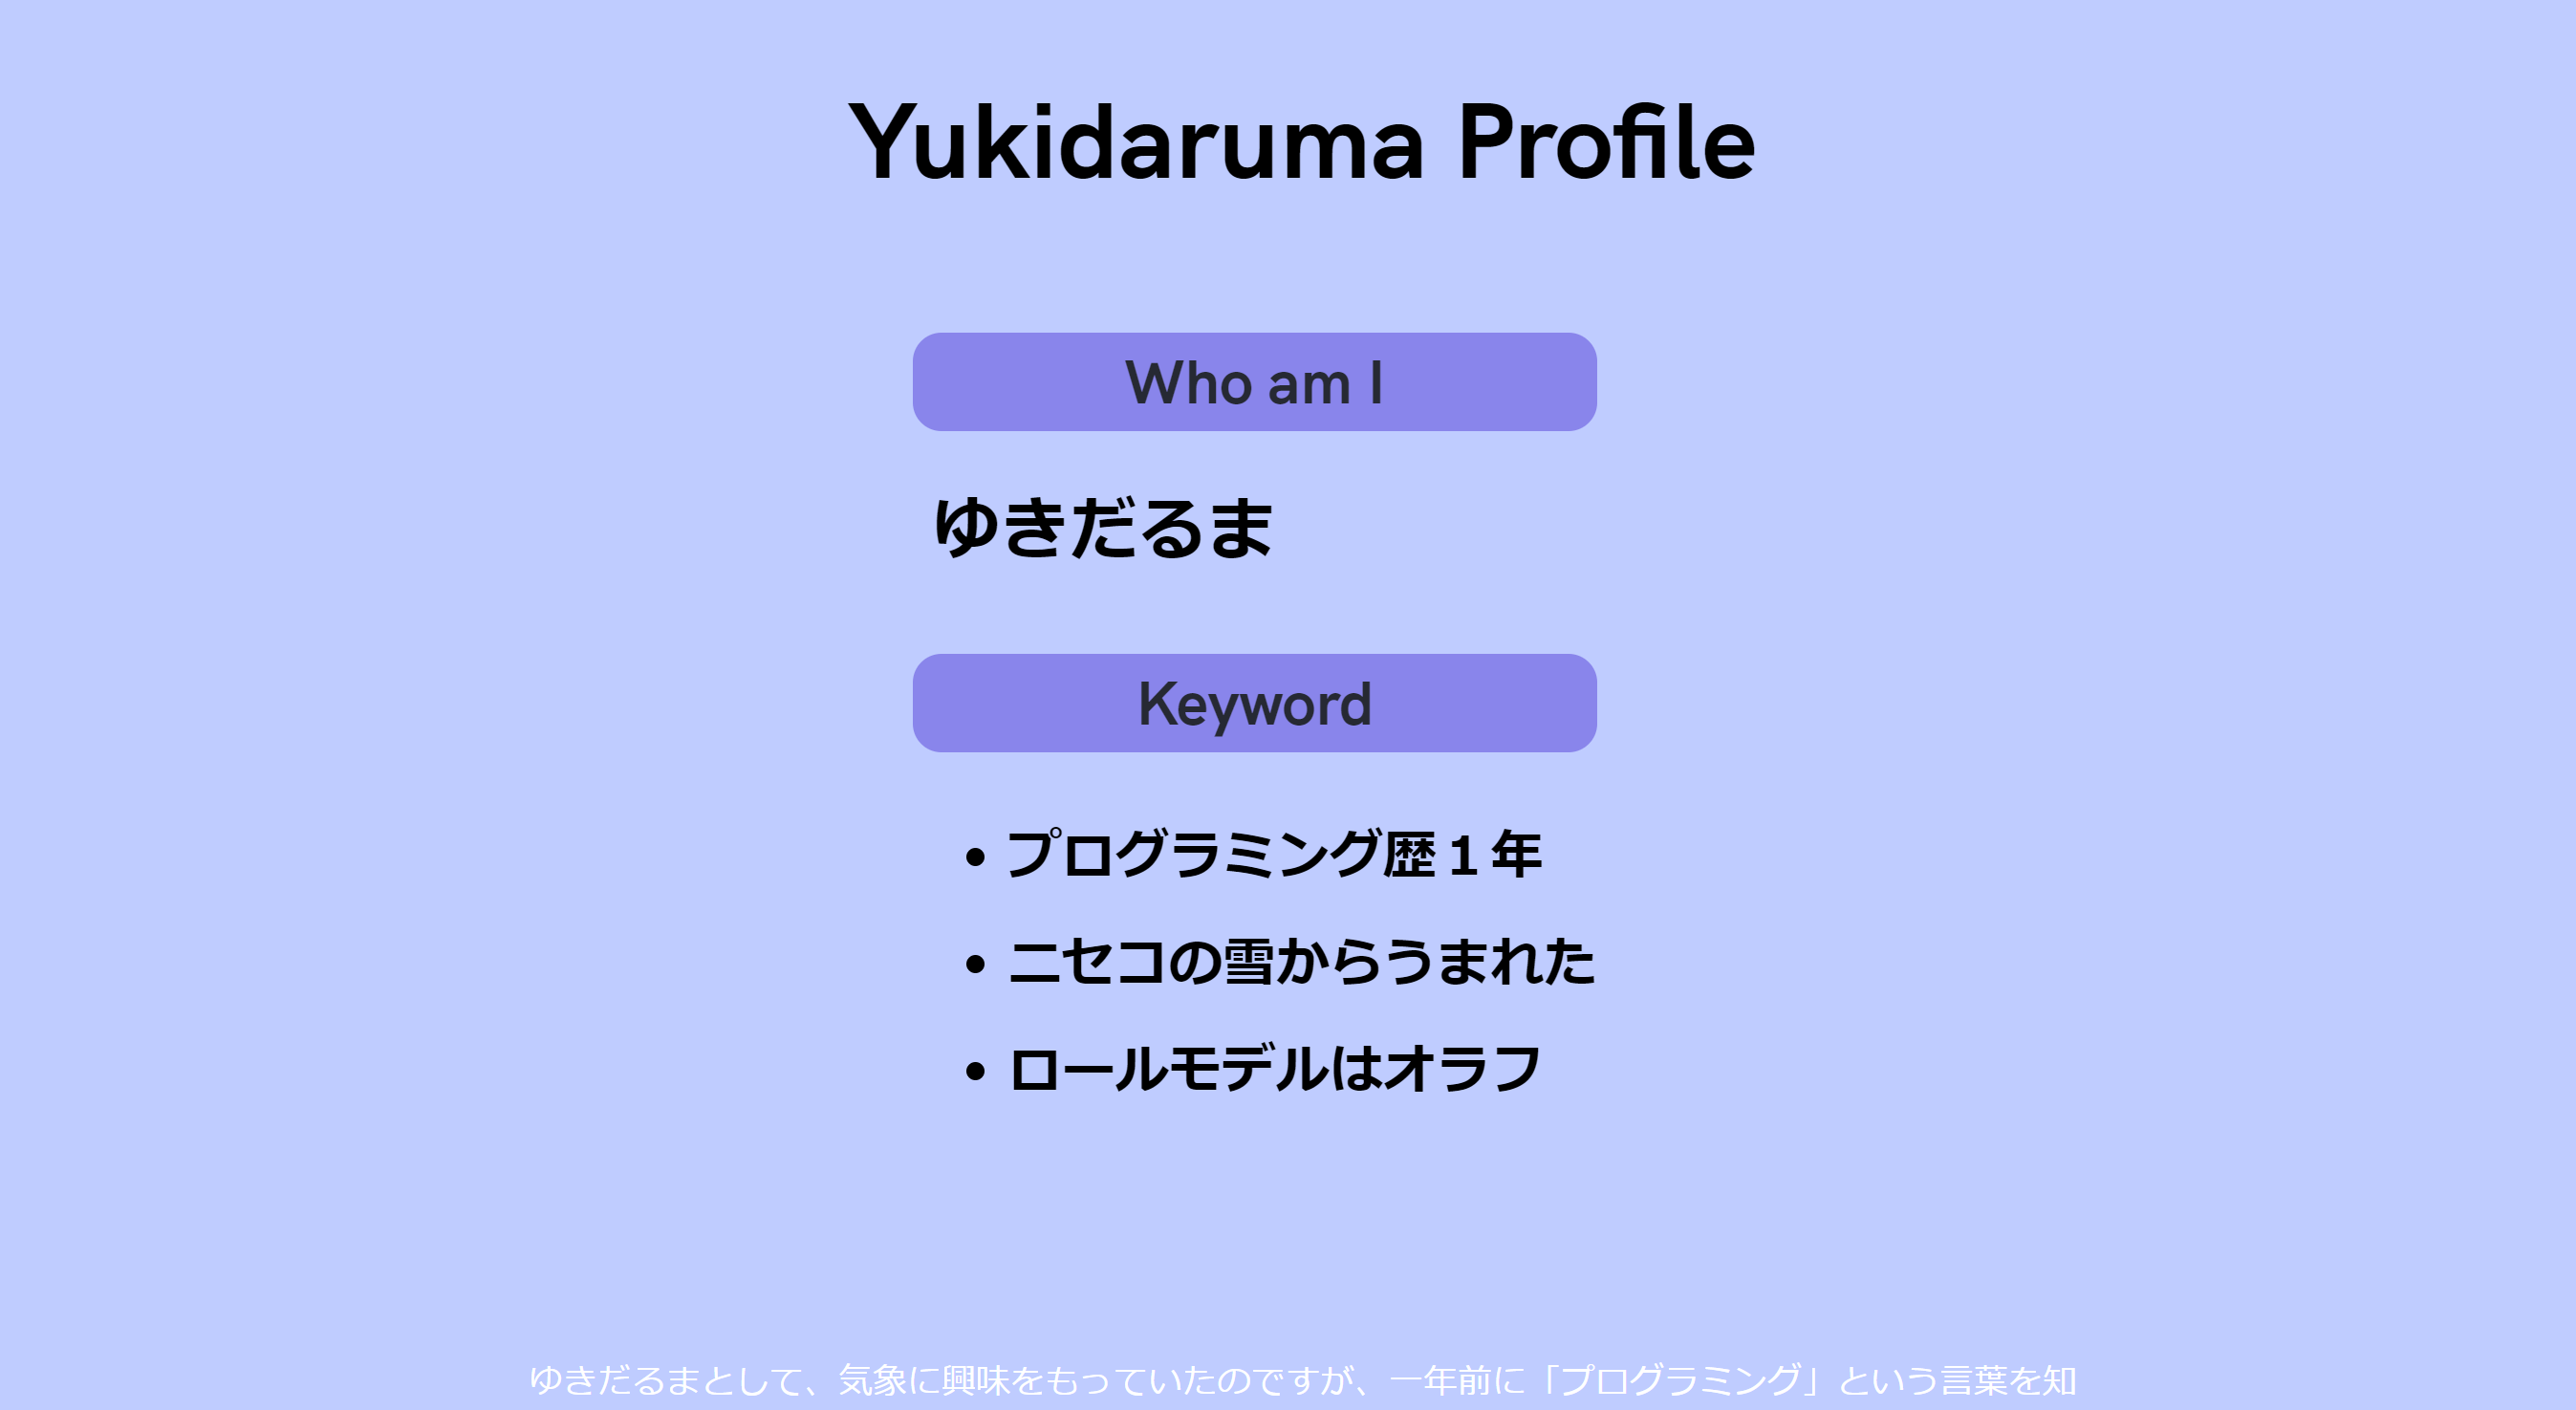 Yukidaruma Profile
Who am I
ゆきだるま
Keyword
• プログラミング歴１年
• ニセコの雪からうまれた
• ロールモデルはオラフ
ゆきだるまとして、気象に興味をもっていたのですが、一年前に「プログラミング」という言葉を知